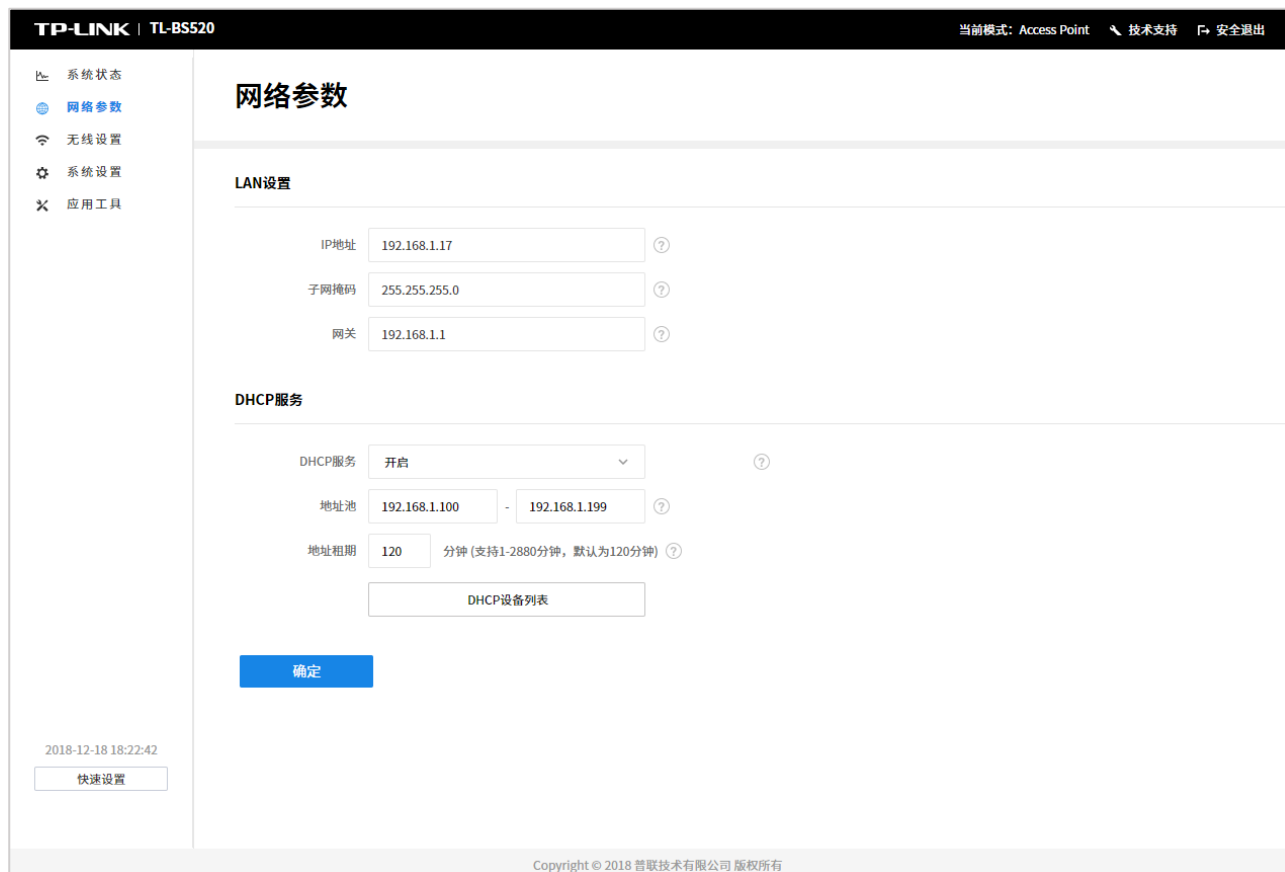 TP-LINK | TL-BS520
当前模式：Access Point 技术支持 安全退出
系统状态
网络参数
无线设置
系统设置
应用工具
网络参数
LAN设置
IP地址 192.168.1.17 ?
子网掩码 255.255.255.0 ?
网关 192.168.1.1 ?
DHCP服务
DHCP服务 开启 ?
地址池 192.168.1.100 - 192.168.1.199 ?
地址租期 120 分钟 (支持1-2880分钟，默认为120分钟) ?
DHCP设备列表
确定
2018-12-18 18:22:42
快速设置
Copyright © 2018 普联技术有限公司 版权所有